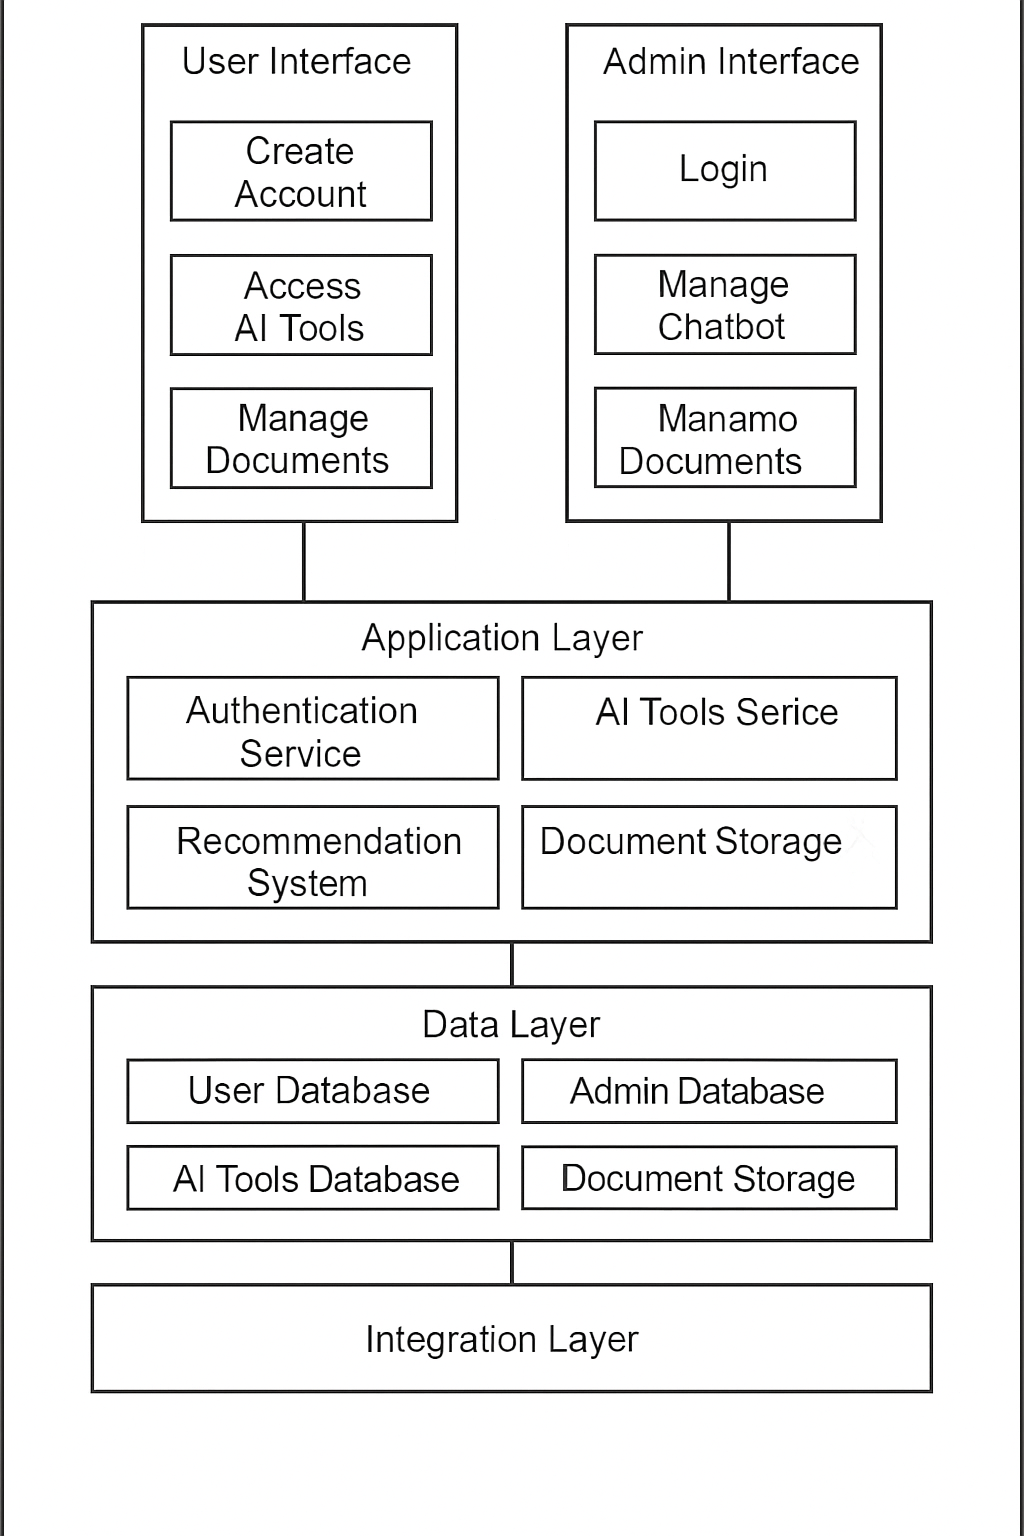 User Interface
Create
Account
Access
AI Tools
Manage
Documents
Admin Interface
Login
Manage
Chatbot
Manamo
Documents
Application Layer
Authentication
Service
AI Tools Serice
Recommendation
System
Document Storage
Data Layer
User Database
Admin Database
AI Tools Database
Document Storage
Integration Layer